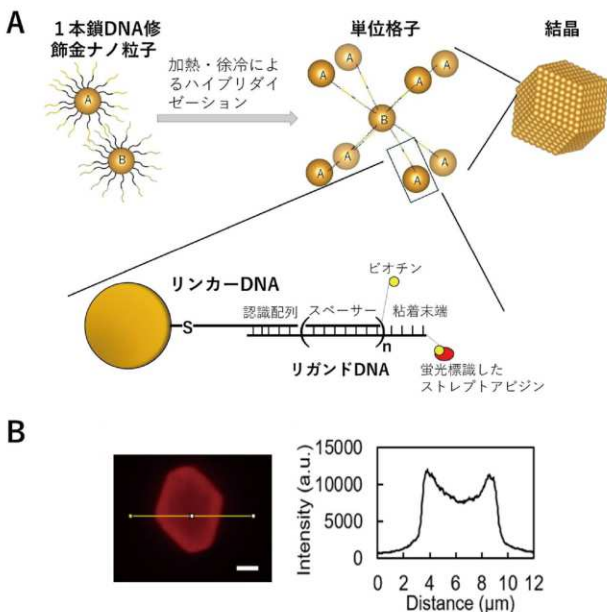 A
１本鎖DNA修
飾金ナノ粒子
加熱・徐冷によ
るハイブリダイ
ゼーション
単位格子
結晶
A
B
A
A
A
A
B
A
A
A
A
ビオチン
リンカーDNA
認識配列
スペーサー
粘着末端
S
n
リガンドDNA
蛍光標識した
ストレプトアビジン
B
Intensity (a.u.)
15000
10000
5000
0
0 2 4 6 8 10 12
Distance (μm)